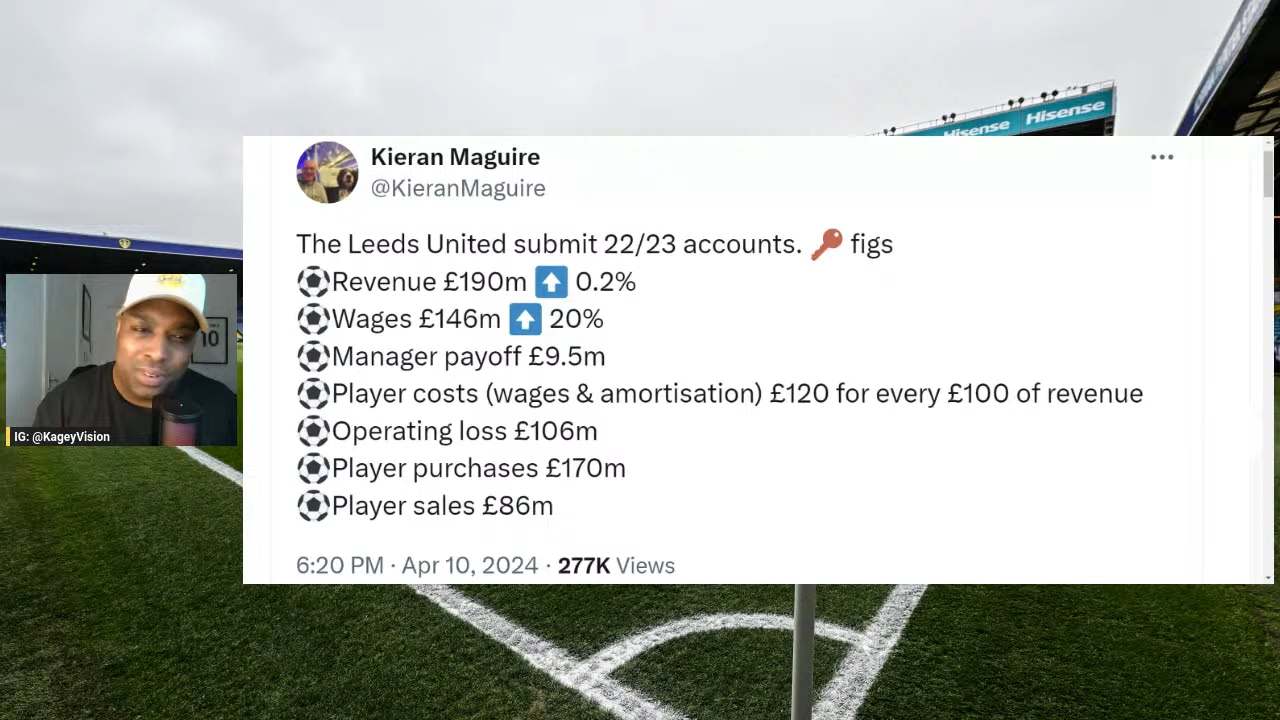 Hisense
Hisense
Kieran Maguire
@KieranMaguire
The Leeds United submit 22/23 accounts. 🔑 figs
⚽Revenue £190m ⬆️ 0.2%
⚽Wages £146m ⬆️ 20%
⚽Manager payoff £9.5m
⚽Player costs (wages & amortisation) £120 for every £100 of revenue
⚽Operating loss £106m
⚽Player purchases £170m
⚽Player sales £86m
6:20 PM · Apr 10, 2024 · 277K Views
10
IG: @KageyVision